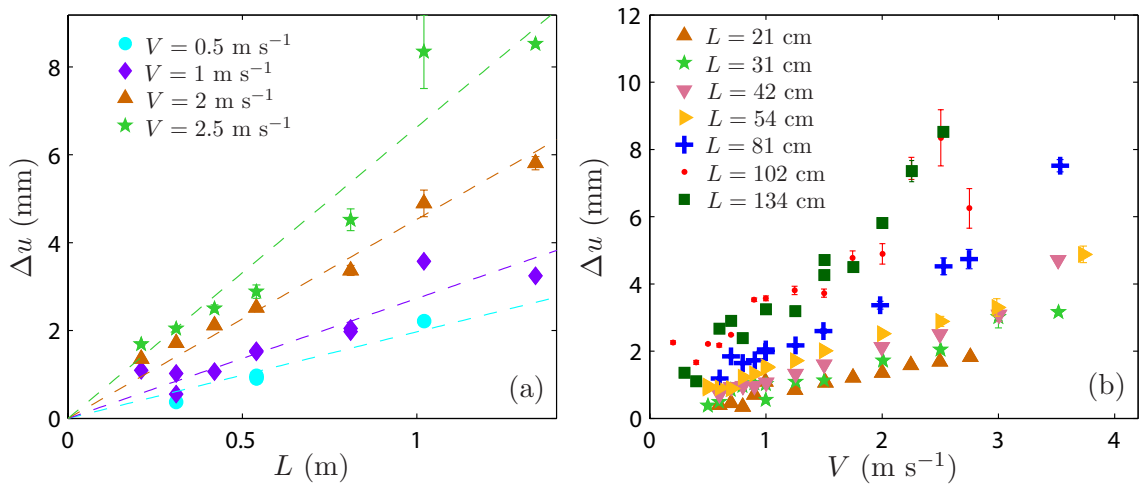 8
6
4
2
0
Δu (mm)
V = 0.5 m s⁻¹
V = 1 m s⁻¹
V = 2 m s⁻¹
V = 2.5 m s⁻¹
(a)
0
0.5
1
L (m)
12
10
8
6
4
2
0
Δu (mm)
L = 21 cm
L = 31 cm
L = 42 cm
L = 54 cm
L = 81 cm
L = 102 cm
L = 134 cm
(b)
0
1
2
3
4
V (m s⁻¹)